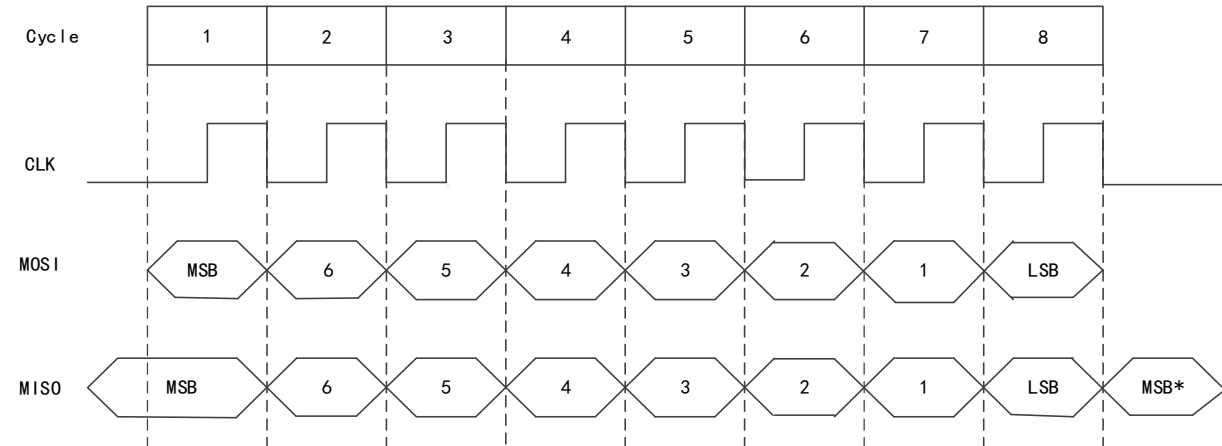 Cycle 1 2 3 4 5 6 7 8
CLK
MOSI MSB 6 5 4 3 2 1 LSB
MISO MSB 6 5 4 3 2 1 LSB MSB*